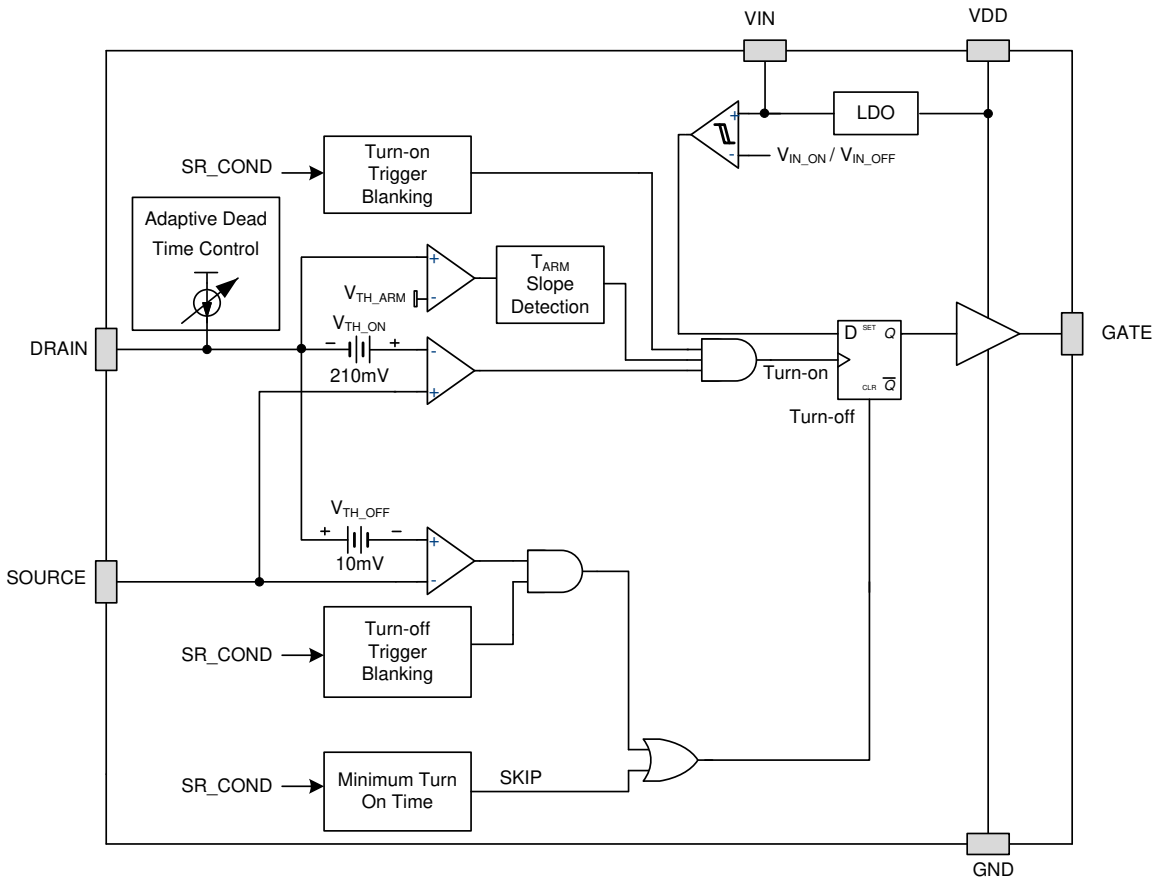 VIN
VDD
LDO
+
-
VIN_ON / VIN_OFF
SR_COND
Turn-on
Trigger
Blanking
Adaptive Dead
Time Control
+
VTH_ARM
-
TARM
Slope
Detection
DRAIN
VTH_ON
− +
210mV
-
+
Turn-on
D SET Q
CLR Q
Turn-off
GATE
VTH_OFF
+ −
10mV
+
-
SOURCE
SR_COND
Turn-off
Trigger
Blanking
SR_COND
Minimum Turn
On Time
SKIP
GND